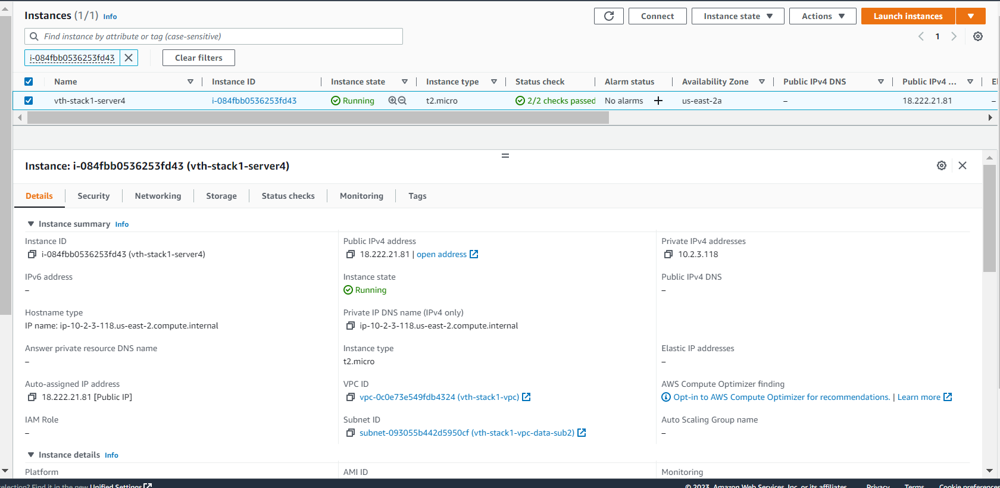 Instances (1/1) Info
Connect Instance state Actions Launch instances
Find instance by attribute or tag (case-sensitive)
1
i-084fbb0536253fd43 Clear filters
Name Instance ID Instance state Instance type Status check Alarm status Availability Zone Public IPv4 DNS Public IPv4 ... El
vth-stack1-server4 i-084fbb0536253fd43 Running t2.micro 2/2 checks passed No alarms + us-east-2a – 18.222.21.81 –
Instance: i-084fbb0536253fd43 (vth-stack1-server4)
Details Security Networking Storage Status checks Monitoring Tags
Instance summary Info
Instance ID Public IPv4 address Private IPv4 addresses
i-084fbb0536253fd43 (vth-stack1-server4) 18.222.21.81 | open address 10.2.3.118
IPv6 address Instance state Public IPv4 DNS
– Running –
Hostname type Private IP DNS name (IPv4 only)
IP name: ip-10-2-3-118.us-east-2.compute.internal ip-10-2-3-118.us-east-2.compute.internal
Answer private resource DNS name Instance type Elastic IP addresses
– t2.micro –
Auto-assigned IP address VPC ID AWS Compute Optimizer finding
18.222.21.81 [Public IP] vpc-0c0e73e549fdb4324 (vth-stack1-vpc) Opt-in to AWS Compute Optimizer for recommendations. | Learn more
IAM Role Subnet ID Auto Scaling Group name
– subnet-093055b442d5950cf (vth-stack1-vpc-data-sub2) –
Instance details Info
Platform AMI ID Monitoring
election? Find it in the new Unified Settings © 2023, Amazon Web Services, Inc. or its affiliates. Privacy Terms Cookie preferences